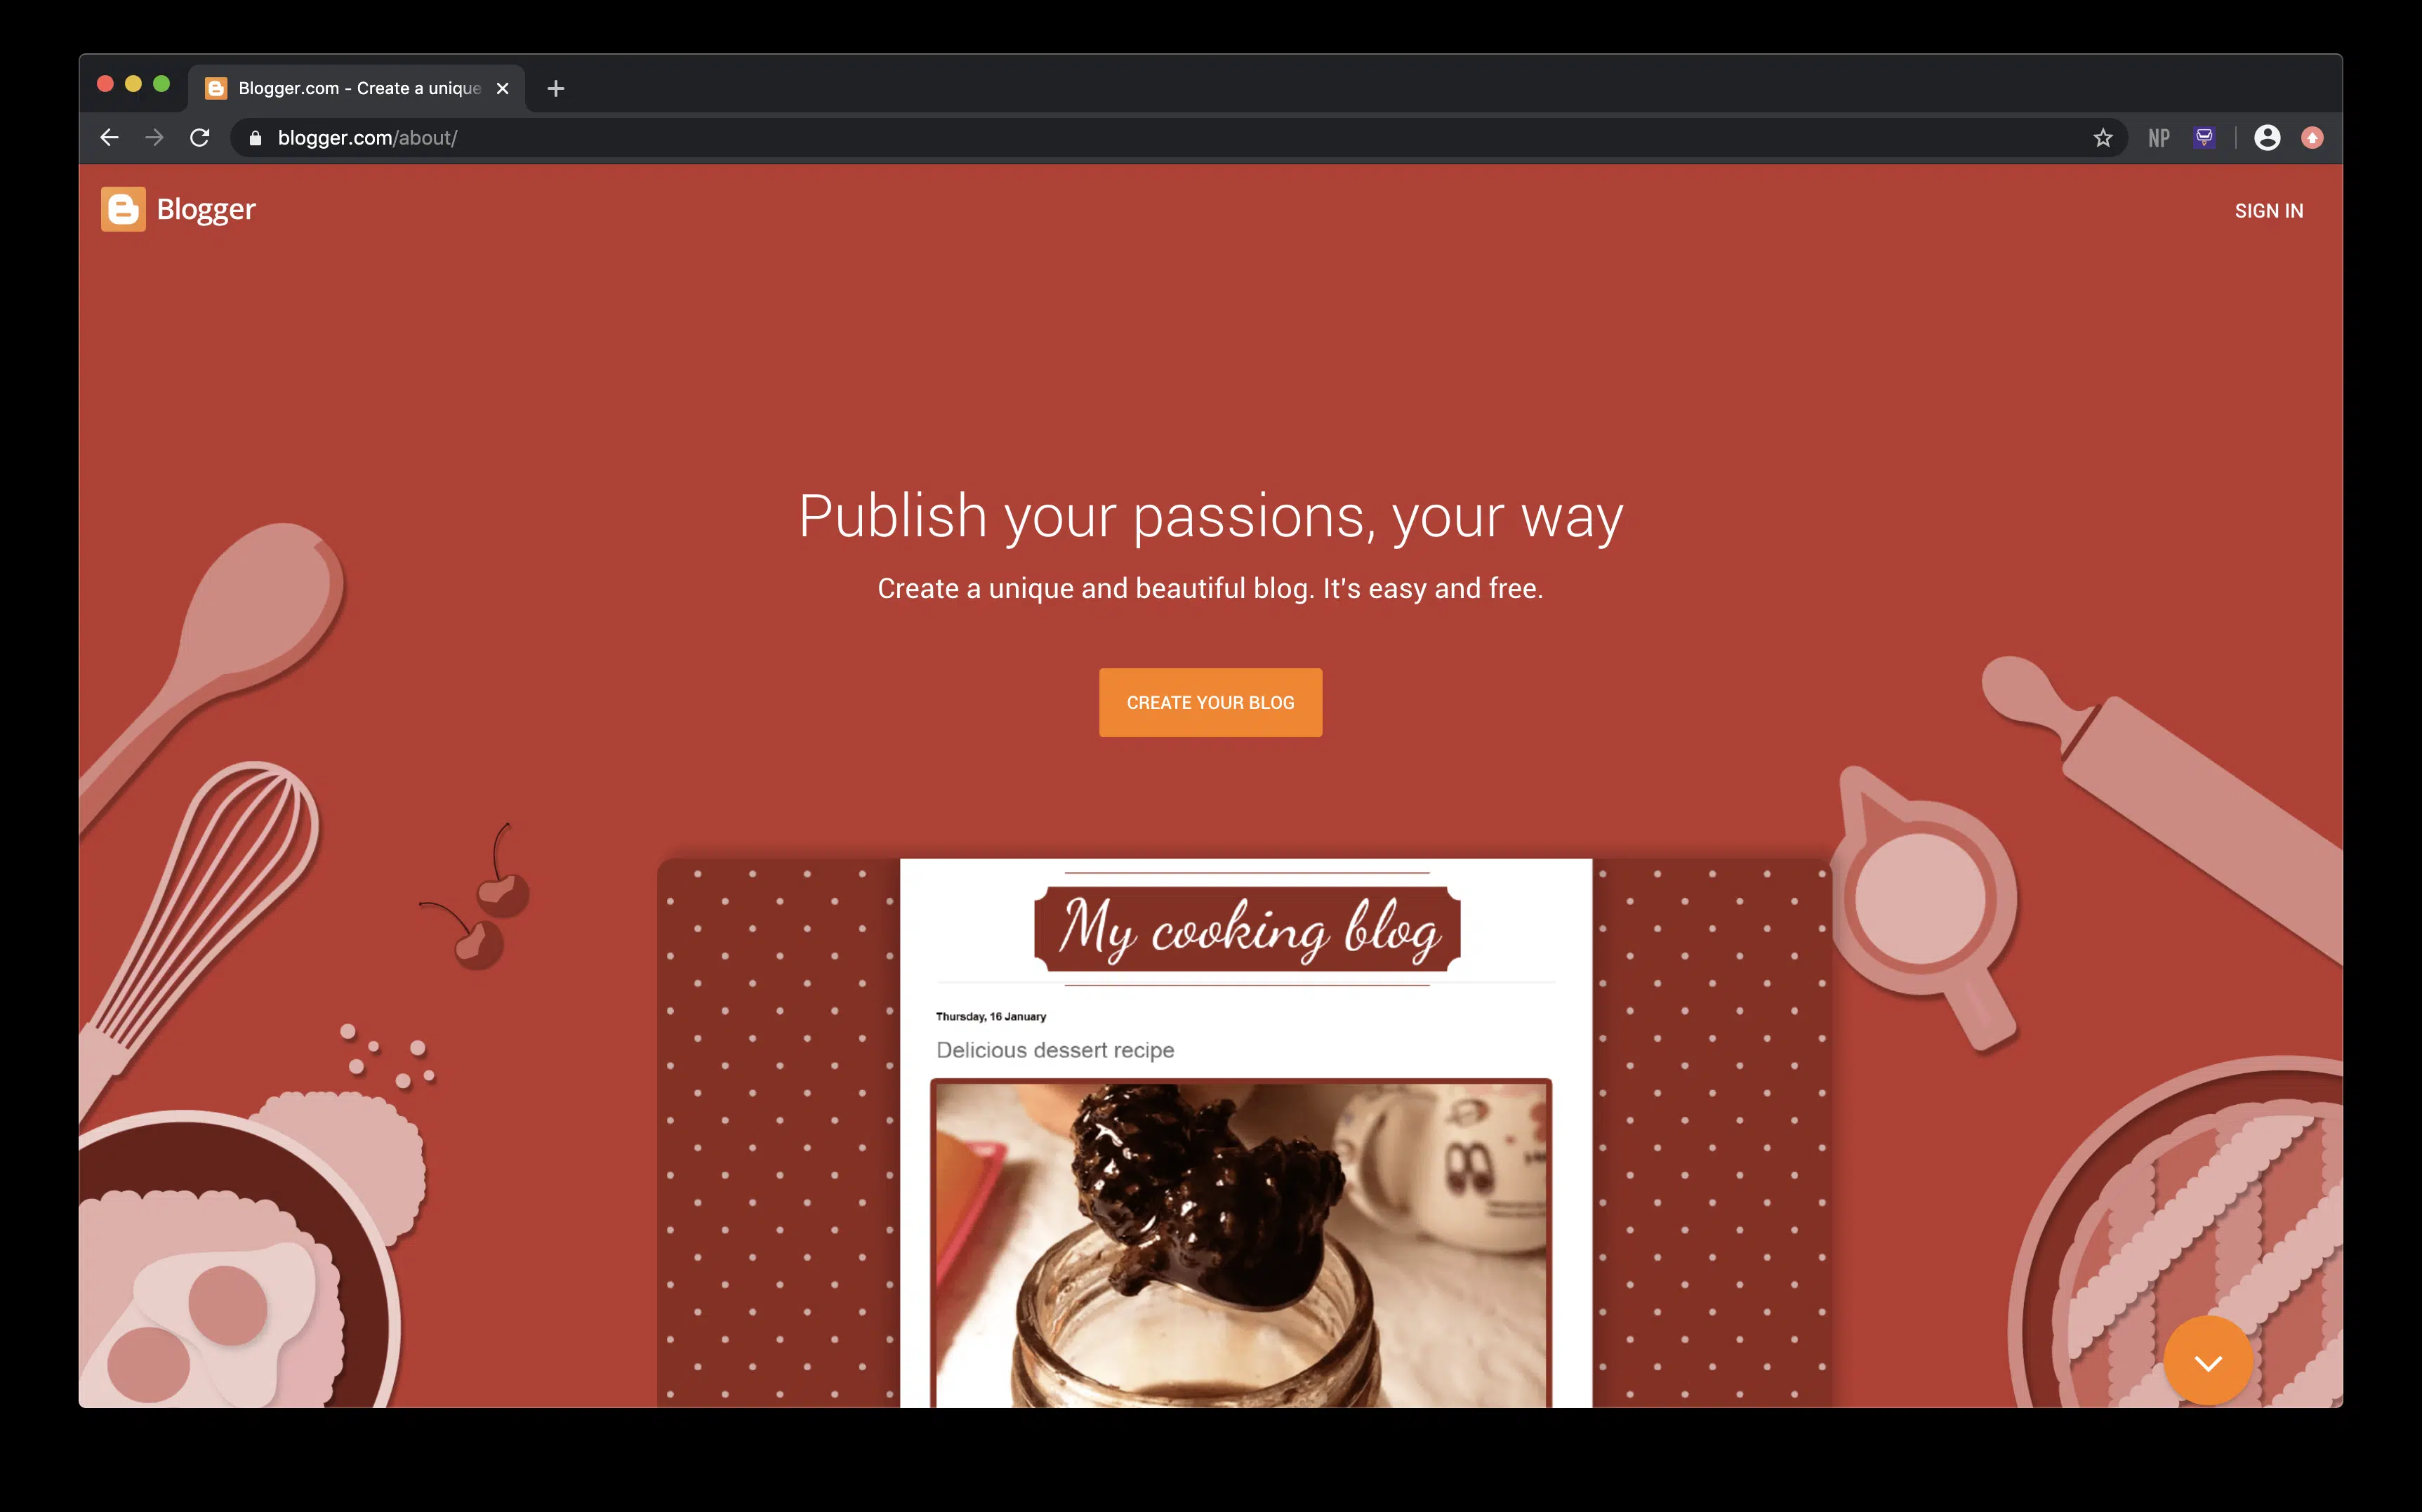 Blogger.com - Create a unique
blogger.com/about/
NP
Blogger
SIGN IN
Publish your passions, your way
Create a unique and beautiful blog. It's easy and free.
CREATE YOUR BLOG
My cooking blog
Thursday, 16 January
Delicious dessert recipe